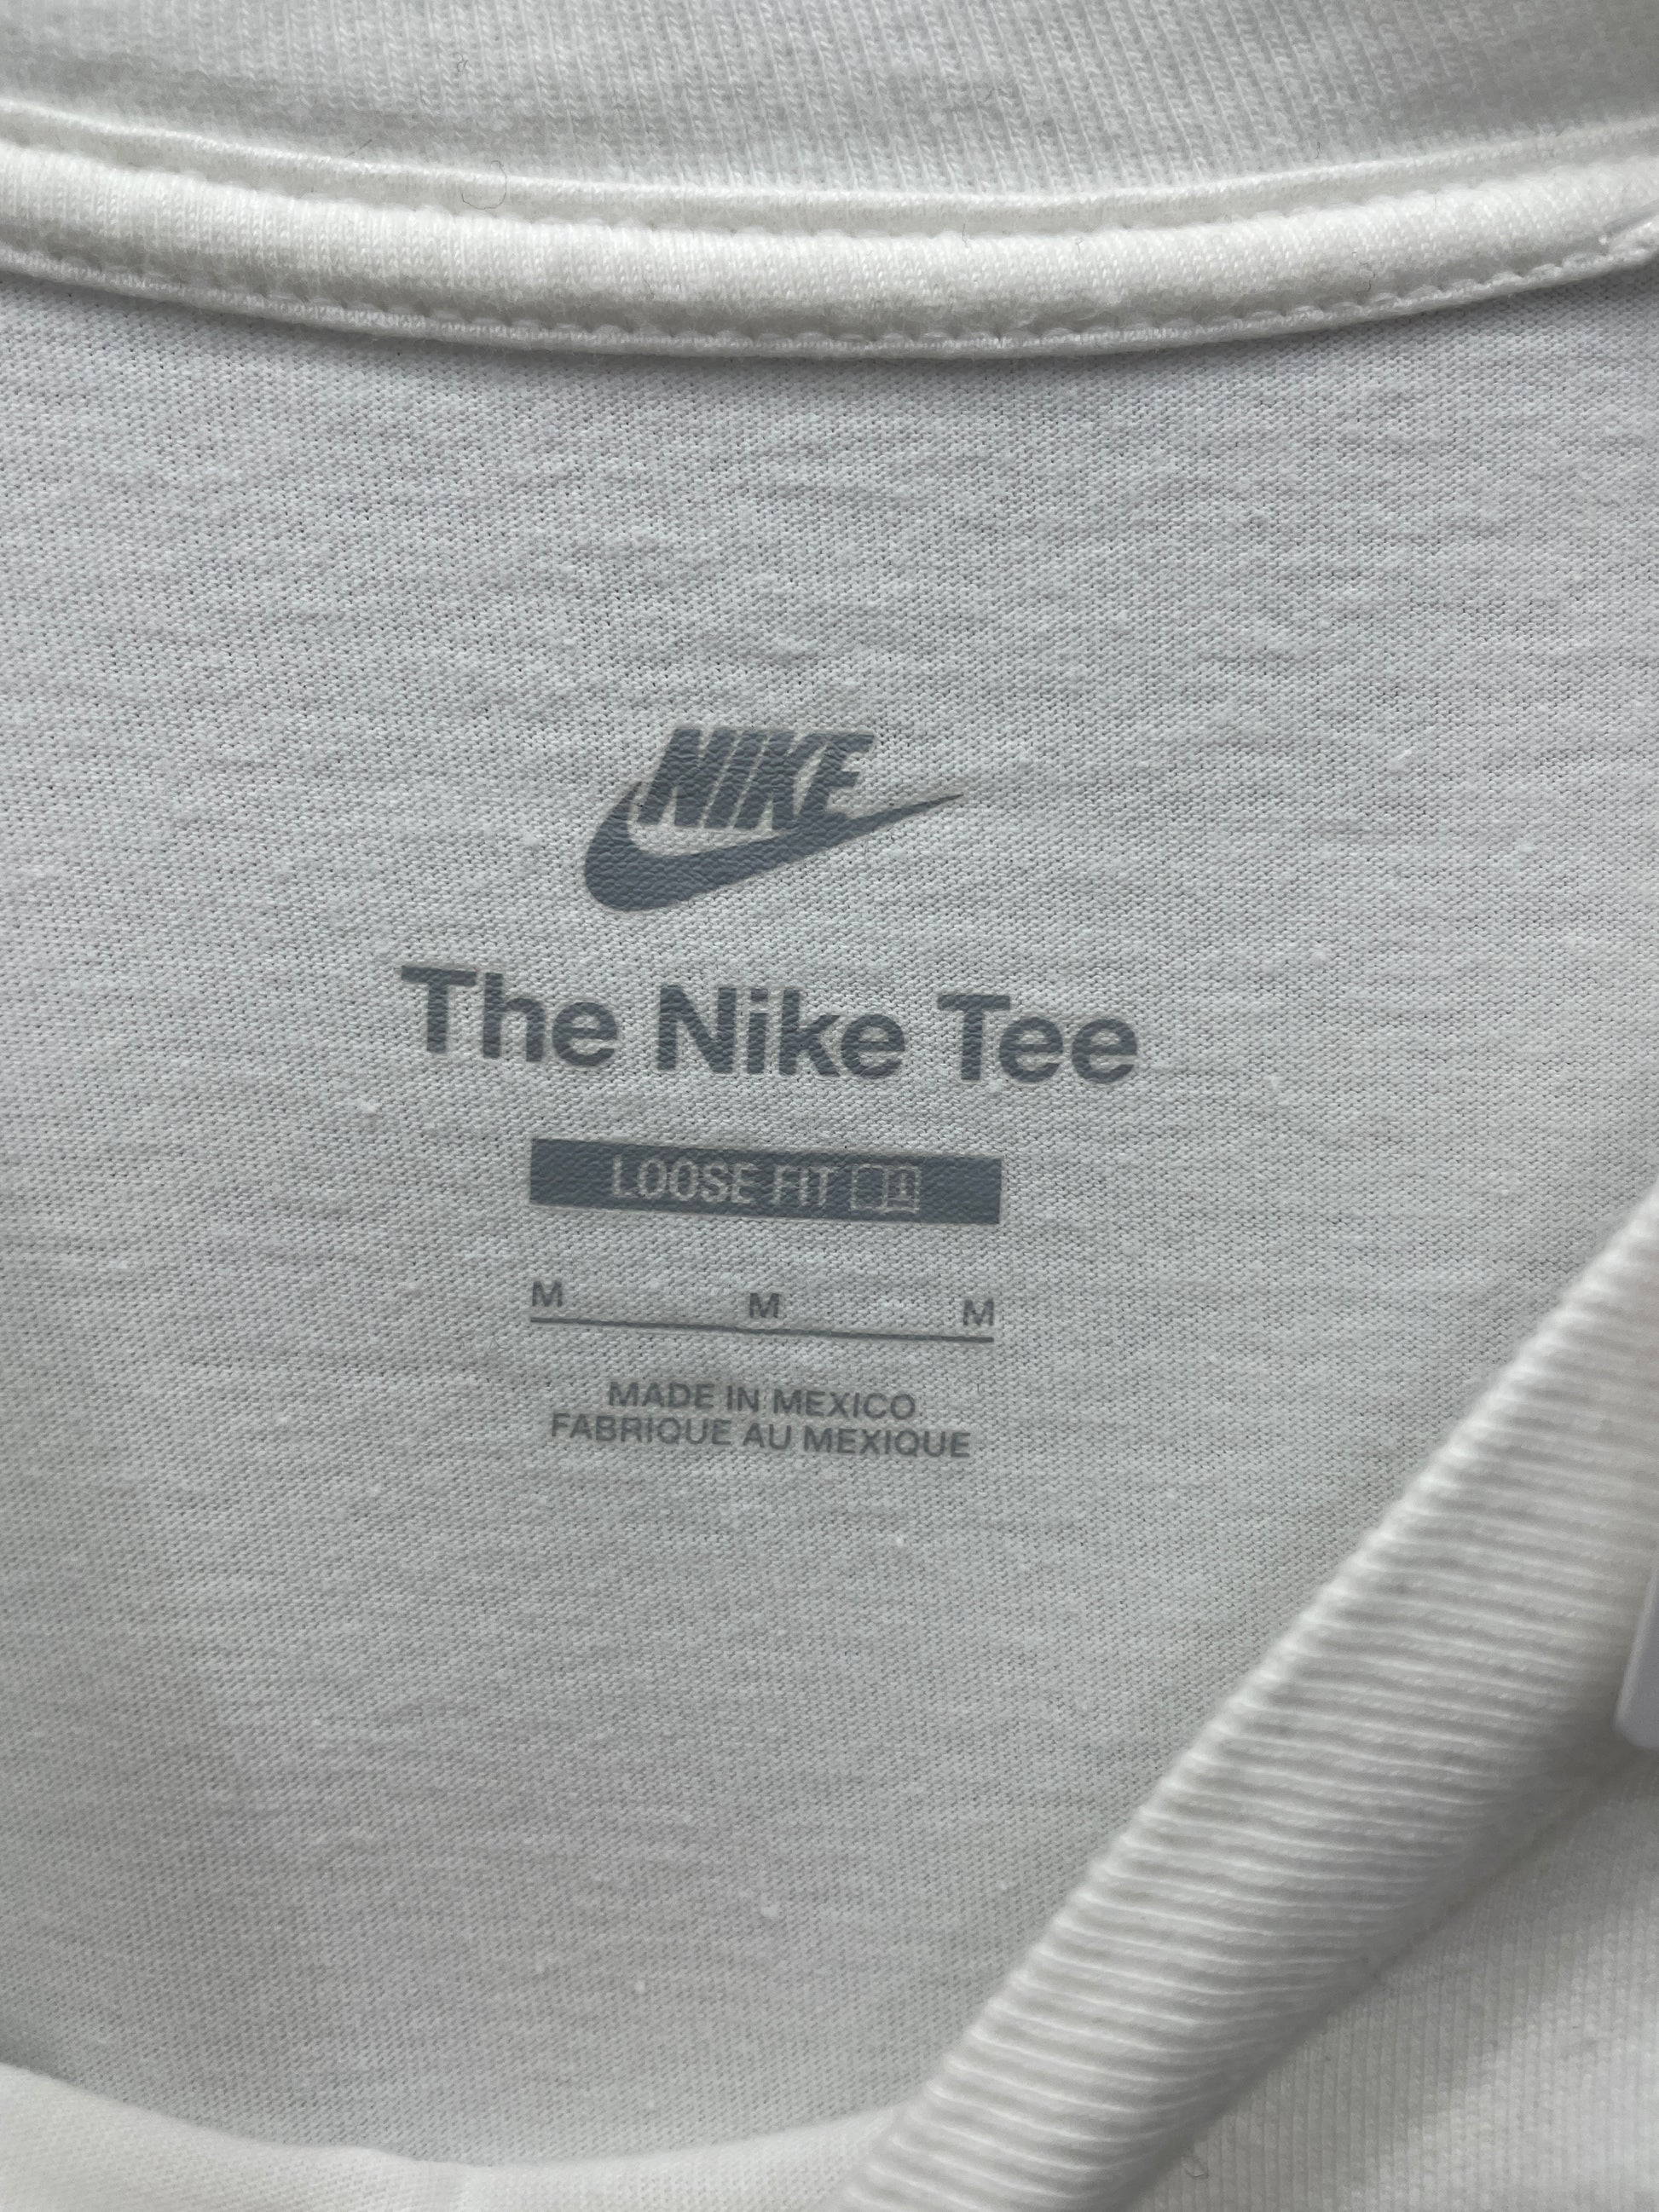 NIKE
The Nike Tee
LOOSE FIT
M M M
MADE IN MEXICO
FABRIQUE AU MEXIQUE